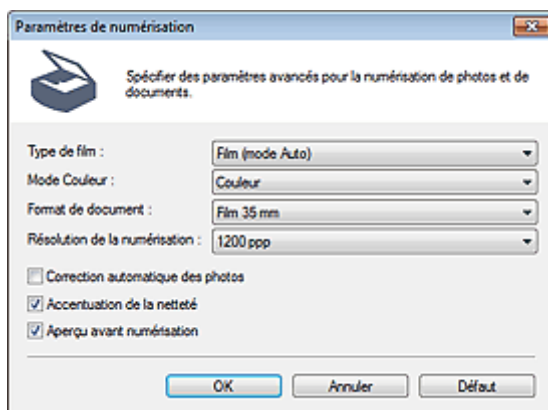 Paramètres de numérisation
Spécifier des paramètres avancés pour la numérisation de photos et de
documents.
Type de film : Film (mode Auto)
Mode Couleur : Couleur
Format de document : Film 35 mm
Résolution de la numérisation : 1200 ppp
Correction automatique des photos
Accentuation de la netteté
Aperçu avant numérisation
OK Annuler Défaut